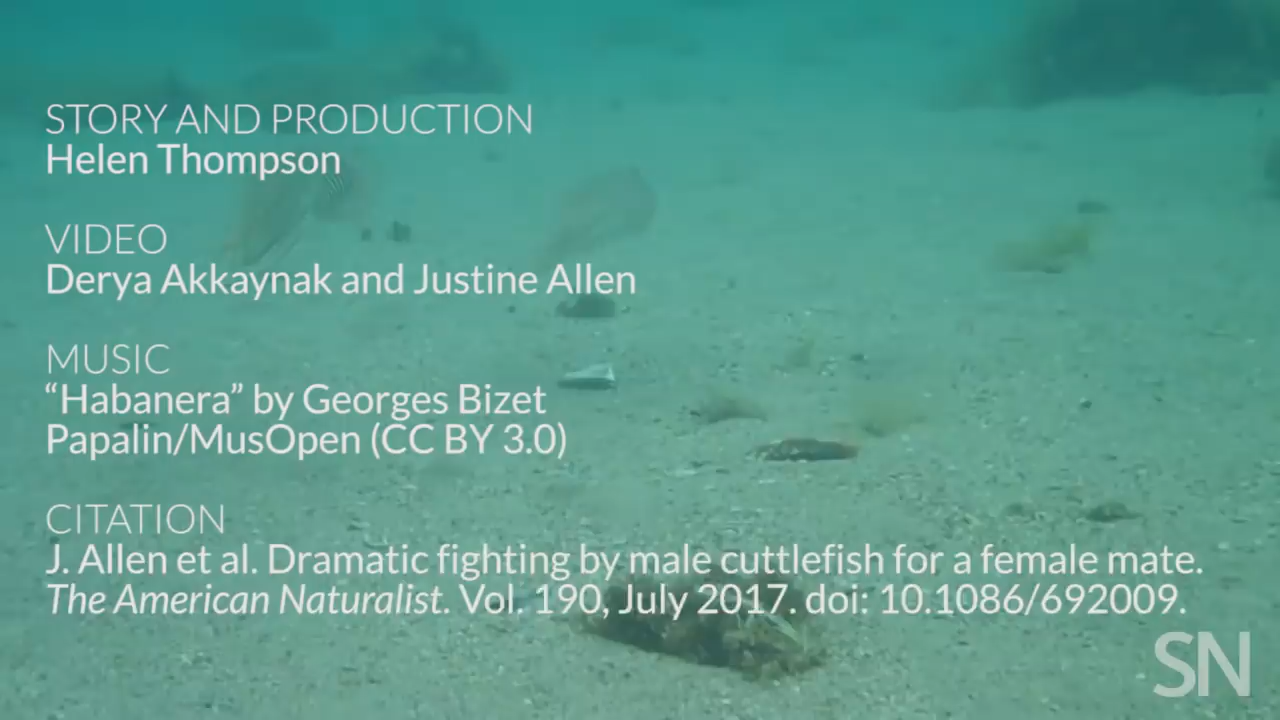 STORY AND PRODUCTION
Helen Thompson
VIDEO
Derya Akkaynak and Justine Allen
MUSIC
“Habanera” by Georges Bizet
Papalin/MusOpen (CC BY 3.0)
CITATION
J. Allen et al. Dramatic fighting by male cuttlefish for a female mate.
The American Naturalist. Vol. 190, July 2017. doi: 10.1086/692009.
SN